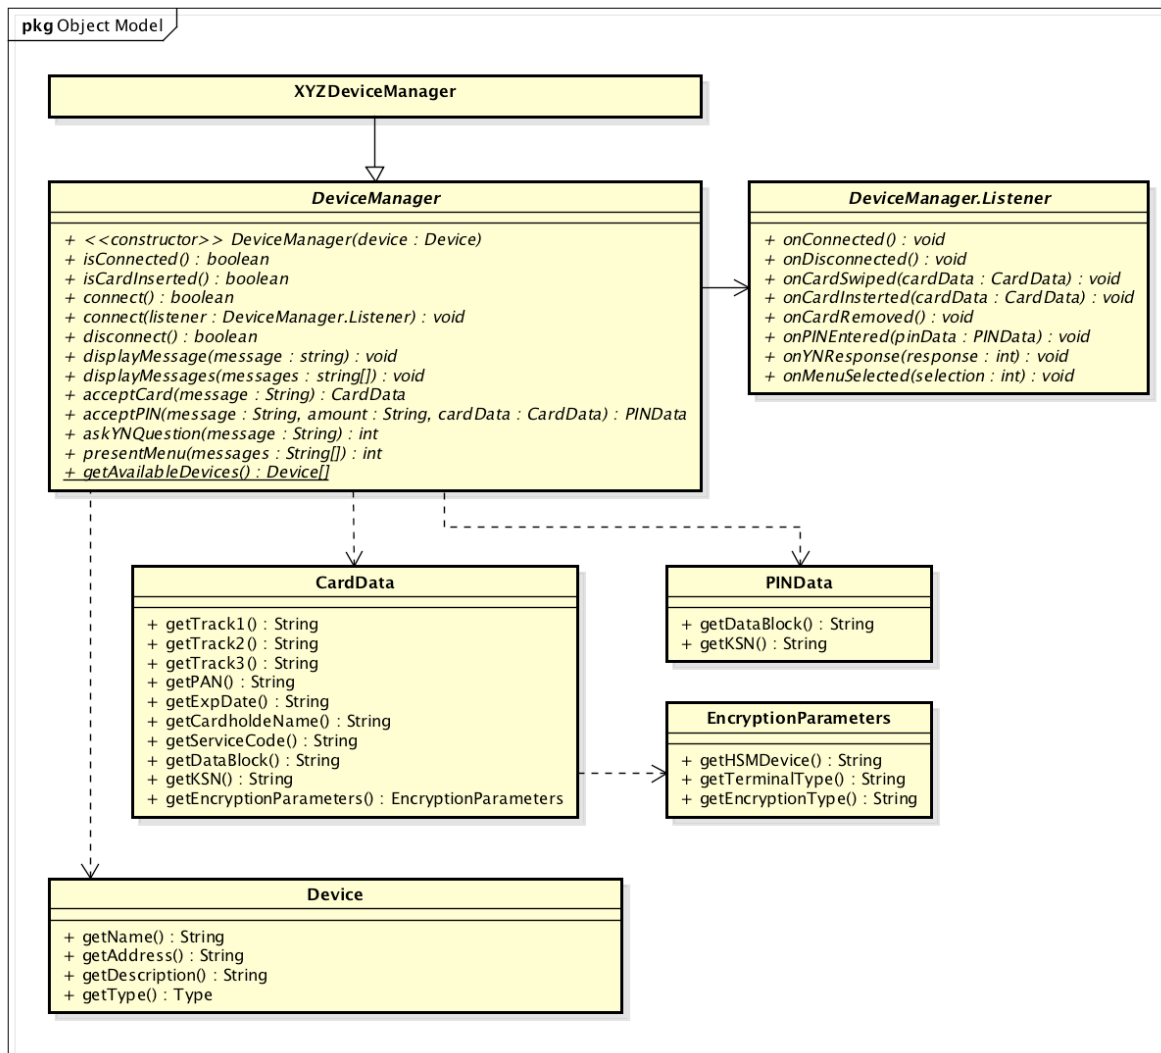 pkg Object Model
XYZDeviceManager
DeviceManager
+ <<constructor>> DeviceManager(device : Device)
+ isConnected() : boolean
+ isCardInserted() : boolean
+ connect() : boolean
+ connect(listener : DeviceManager.Listener) : void
+ disconnect() : boolean
+ displayMessage(message : string) : void
+ displayMessages(messages : string[]) : void
+ acceptCard(message : String) : CardData
+ acceptPIN(message : String, amount : String, cardData : CardData) : PINData
+ askYNQuestion(message : String) : int
+ presentMenu(messages : String[]) : int
+ getAvailableDevices() : Device[]
DeviceManager.Listener
+ onConnected() : void
+ onDisconnected() : void
+ onCardSwiped(cardData : CardData) : void
+ onCardInsterted(cardData : CardData) : void
+ onCardRemoved() : void
+ onPINEntered(pinData : PINData) : void
+ onYNResponse(response : int) : void
+ onMenuSelected(selection : int) : void
CardData
+ getTrack1() : String
+ getTrack2() : String
+ getTrack3() : String
+ getPAN() : String
+ getExpDate() : String
+ getCardholdeName() : String
+ getServiceCode() : String
+ getDataBlock() : String
+ getKSN() : String
+ getEncryptionParameters() : EncryptionParameters
PINData
+ getDataBlock() : String
+ getKSN() : String
EncryptionParameters
+ getHSMDevice() : String
+ getTerminalType() : String
+ getEncryptionType() : String
Device
+ getName() : String
+ getAddress() : String
+ getDescription() : String
+ getType() : Type